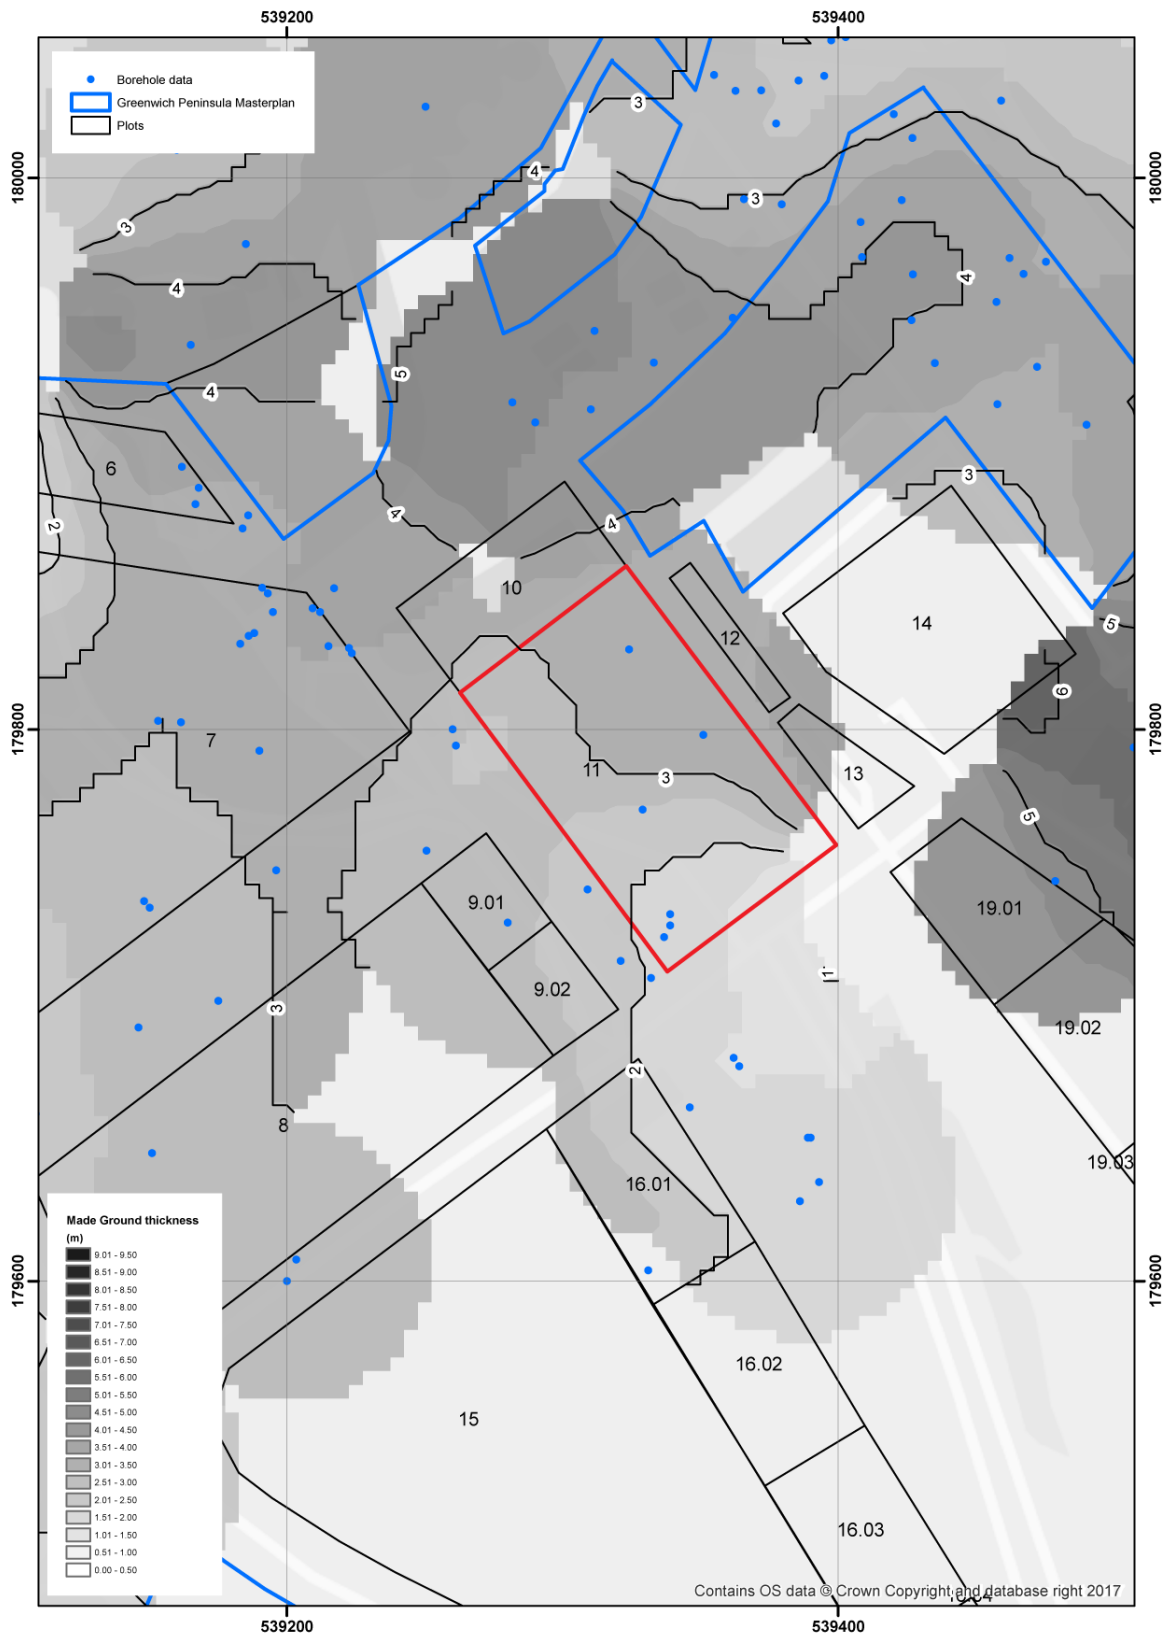 539200
539400
Borehole data
Greenwich Peninsula Masterplan
Plots
3
180000
180000
4
3
3
4
4
5
4
6
3
2
4
4
10
14
5
12
6
179800
179800
7
11
3
13
5
9.01
19.01
1
9.02
3
19.02
2
8
19.03
16.01
Made Ground thickness
(m)
9.01 - 9.50
8.51 - 9.00
8.01 - 8.50
7.51 - 8.00
7.01 - 7.50
6.51 - 7.00
6.01 - 6.50
5.51 - 6.00
5.01 - 5.50
4.51 - 5.00
4.01 - 4.50
3.51 - 4.00
3.01 - 3.50
2.51 - 3.00
2.01 - 2.50
1.51 - 2.00
1.01 - 1.50
0.51 - 1.00
0.00 - 0.50
179600
179600
16.02
15
16.03
Contains OS data © Crown Copyright and database right 2017
539200
539400